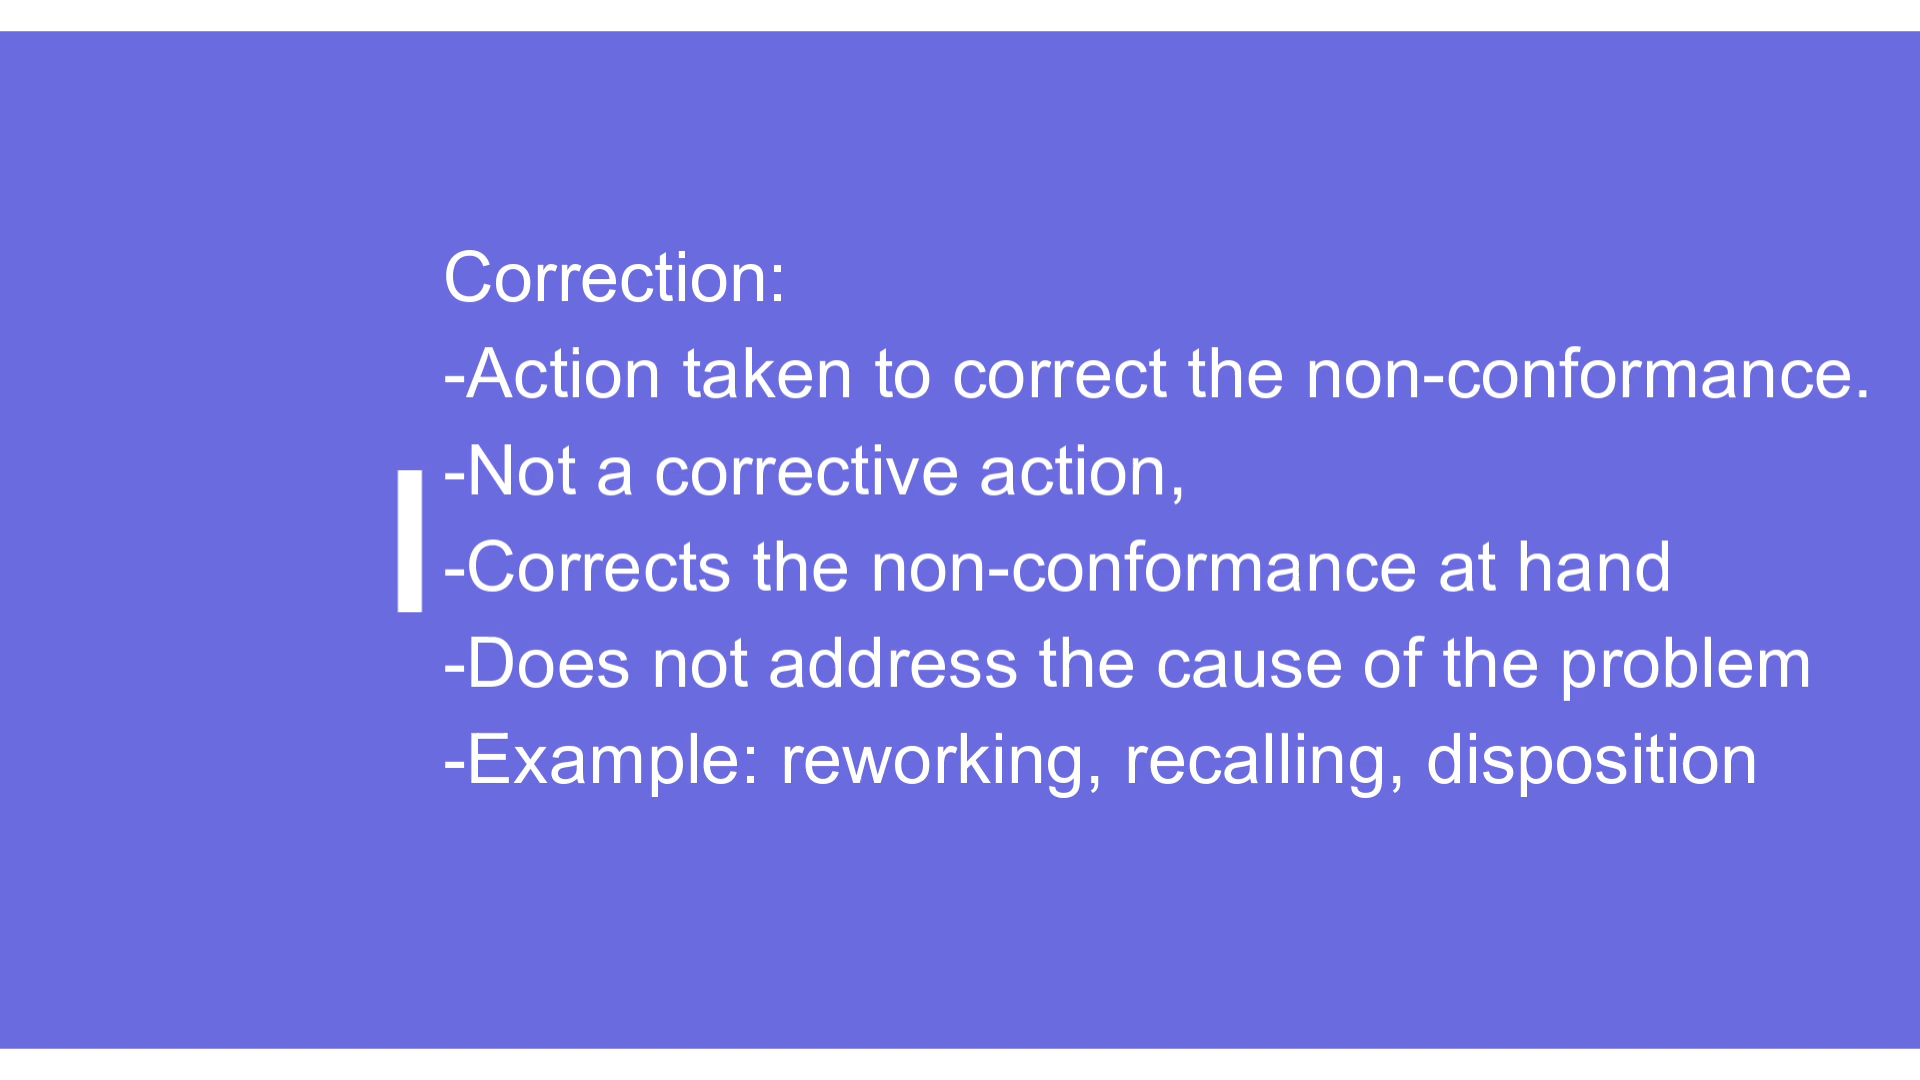 Correction:
-Action taken to correct the non-conformance.
-Not a corrective action,
-Corrects the non-conformance at hand
-Does not address the cause of the problem
-Example: reworking, recalling, disposition